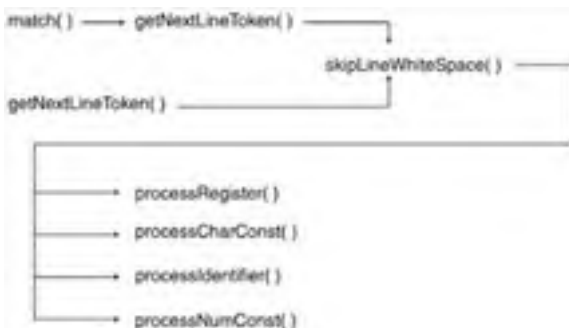 match( ) getNextLineToken( )
skipLineWhiteSpace( )
getNextLineToken( )
processRegister( )
processCharConst( )
processIdentifier( )
processNumConst( )